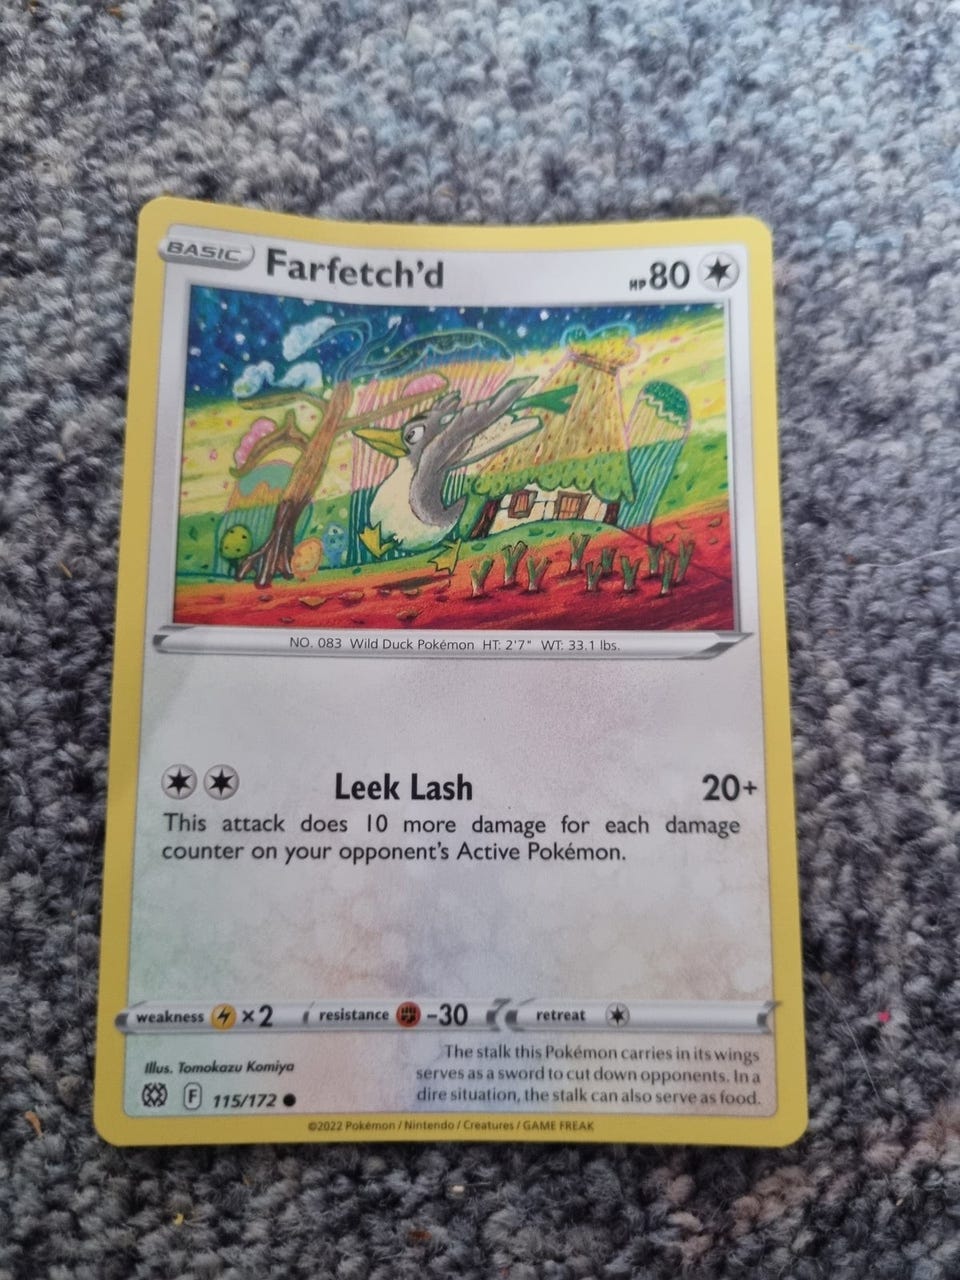 BASIC Farfetch'd HP 80
NO. 083 Wild Duck Pokémon HT: 2'7" WT: 33.1 lbs.
Leek Lash 20+
This attack does 10 more damage for each damage
counter on your opponent's Active Pokémon.
weakness ×2 resistance -30 retreat
Illus. Tomokazu Komiya
F 115/172
The stalk this Pokémon carries in its wings
serves as a sword to cut down opponents. In a
dire situation, the stalk can also serve as food.
©2022 Pokémon / Nintendo / Creatures / GAME FREAK